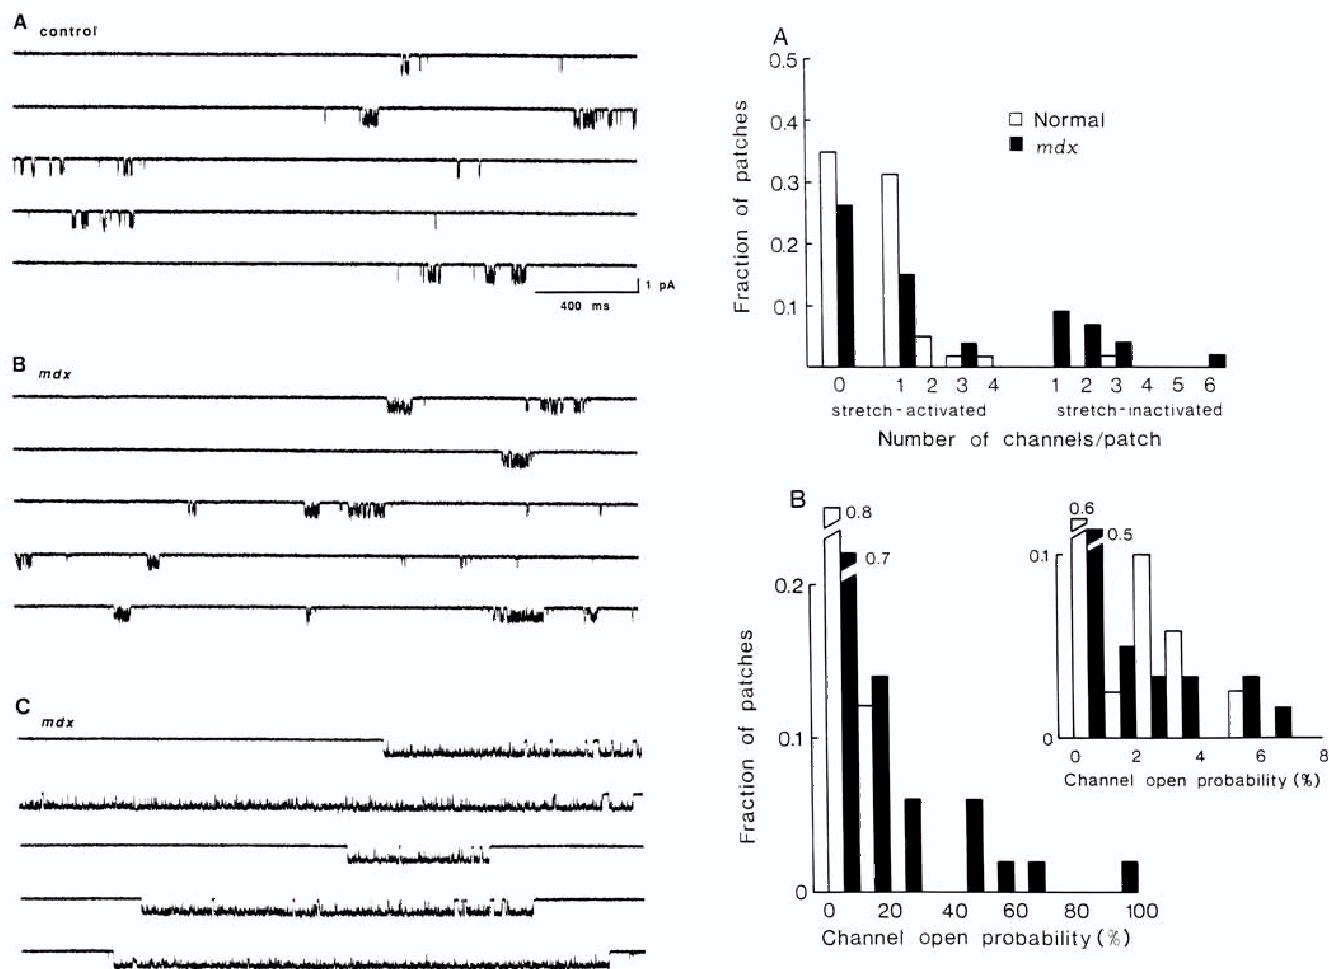 A control
1 pA
400 ms
B mdx
C mdx
A
0.5
0.4
0.3
0.2
0.1
Fraction of patches
Normal
mdx
0 1 2 3 4 1 2 3 4 5 6
stretch-activated stretch-inactivated
Number of channels/patch
B
0.8
0.7
0.2
0.1
0
Fraction of patches
0 20 40 60 80 100
Channel open probability (%)
0.6
0.5
0.1
0
0 2 4 6 8
Channel open probability (%)